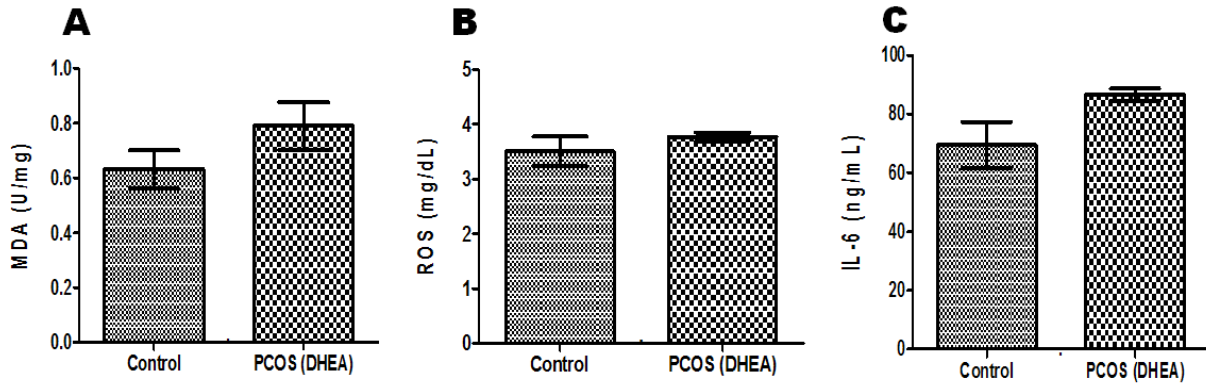 A
MDA (U/mg)
1.0
0.8
0.6
0.4
0.2
0.0
Control
PCOS (DHEA)
B
ROS (mg/dL)
5
4
3
2
1
0
Control
PCOS (DHEA)
C
IL-6 (ng/mL)
100
80
60
40
20
0
Control
PCOS (DHEA)